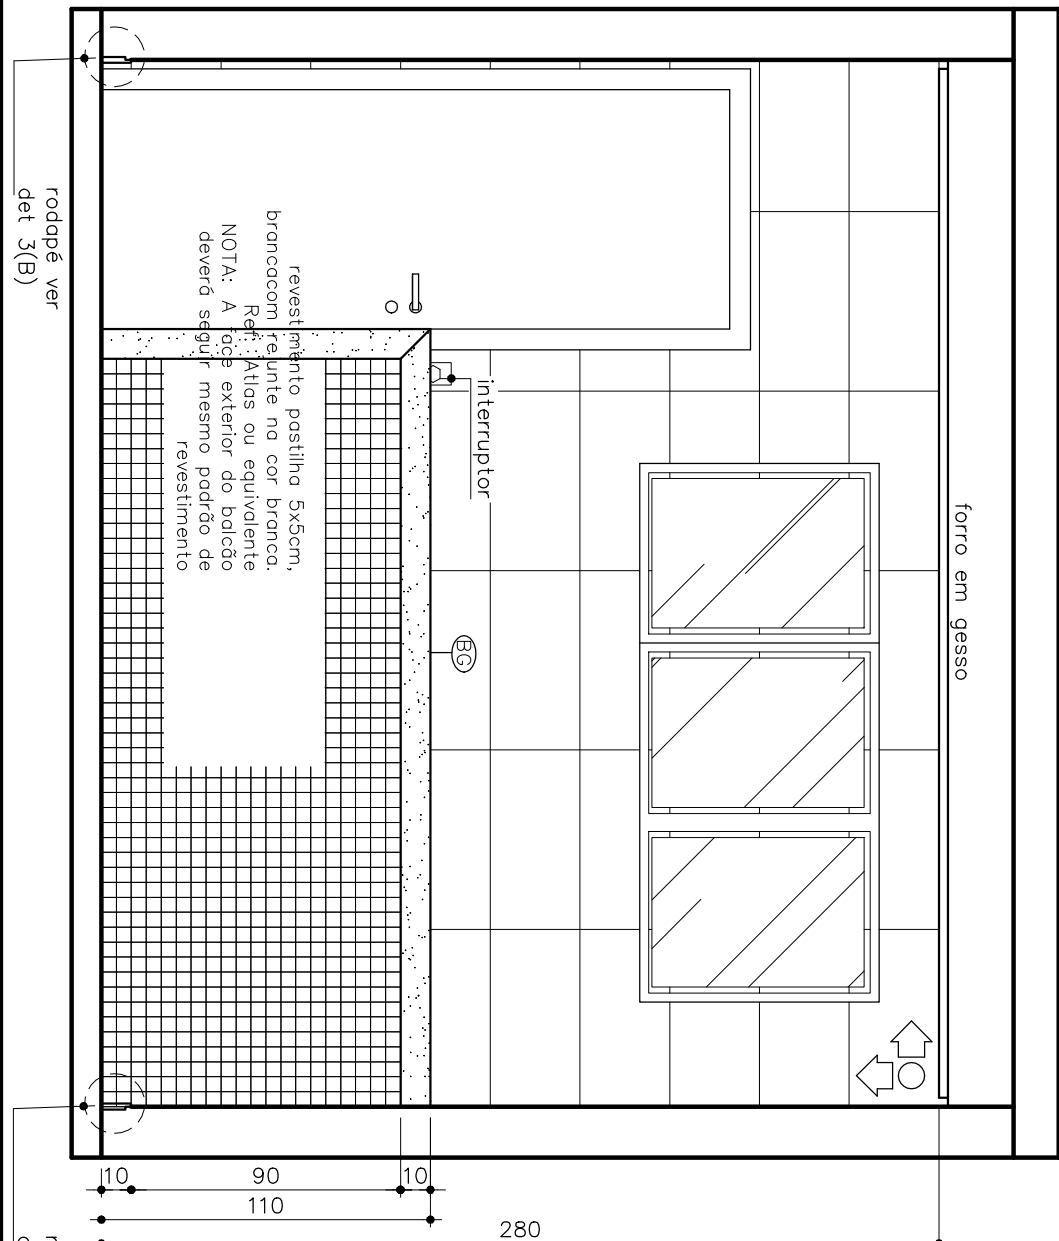 forro em gesso
interruptor
BG
revestimento pastilha 5x5cm,
brancacom rejunte na cor branca.
Ref: Atlas ou equivalente
NOTA: A face exterior do balcão
deverá seguir mesmo padrão de
revestimento
rodapé ver
det 3(B)
10
90
10
110
280